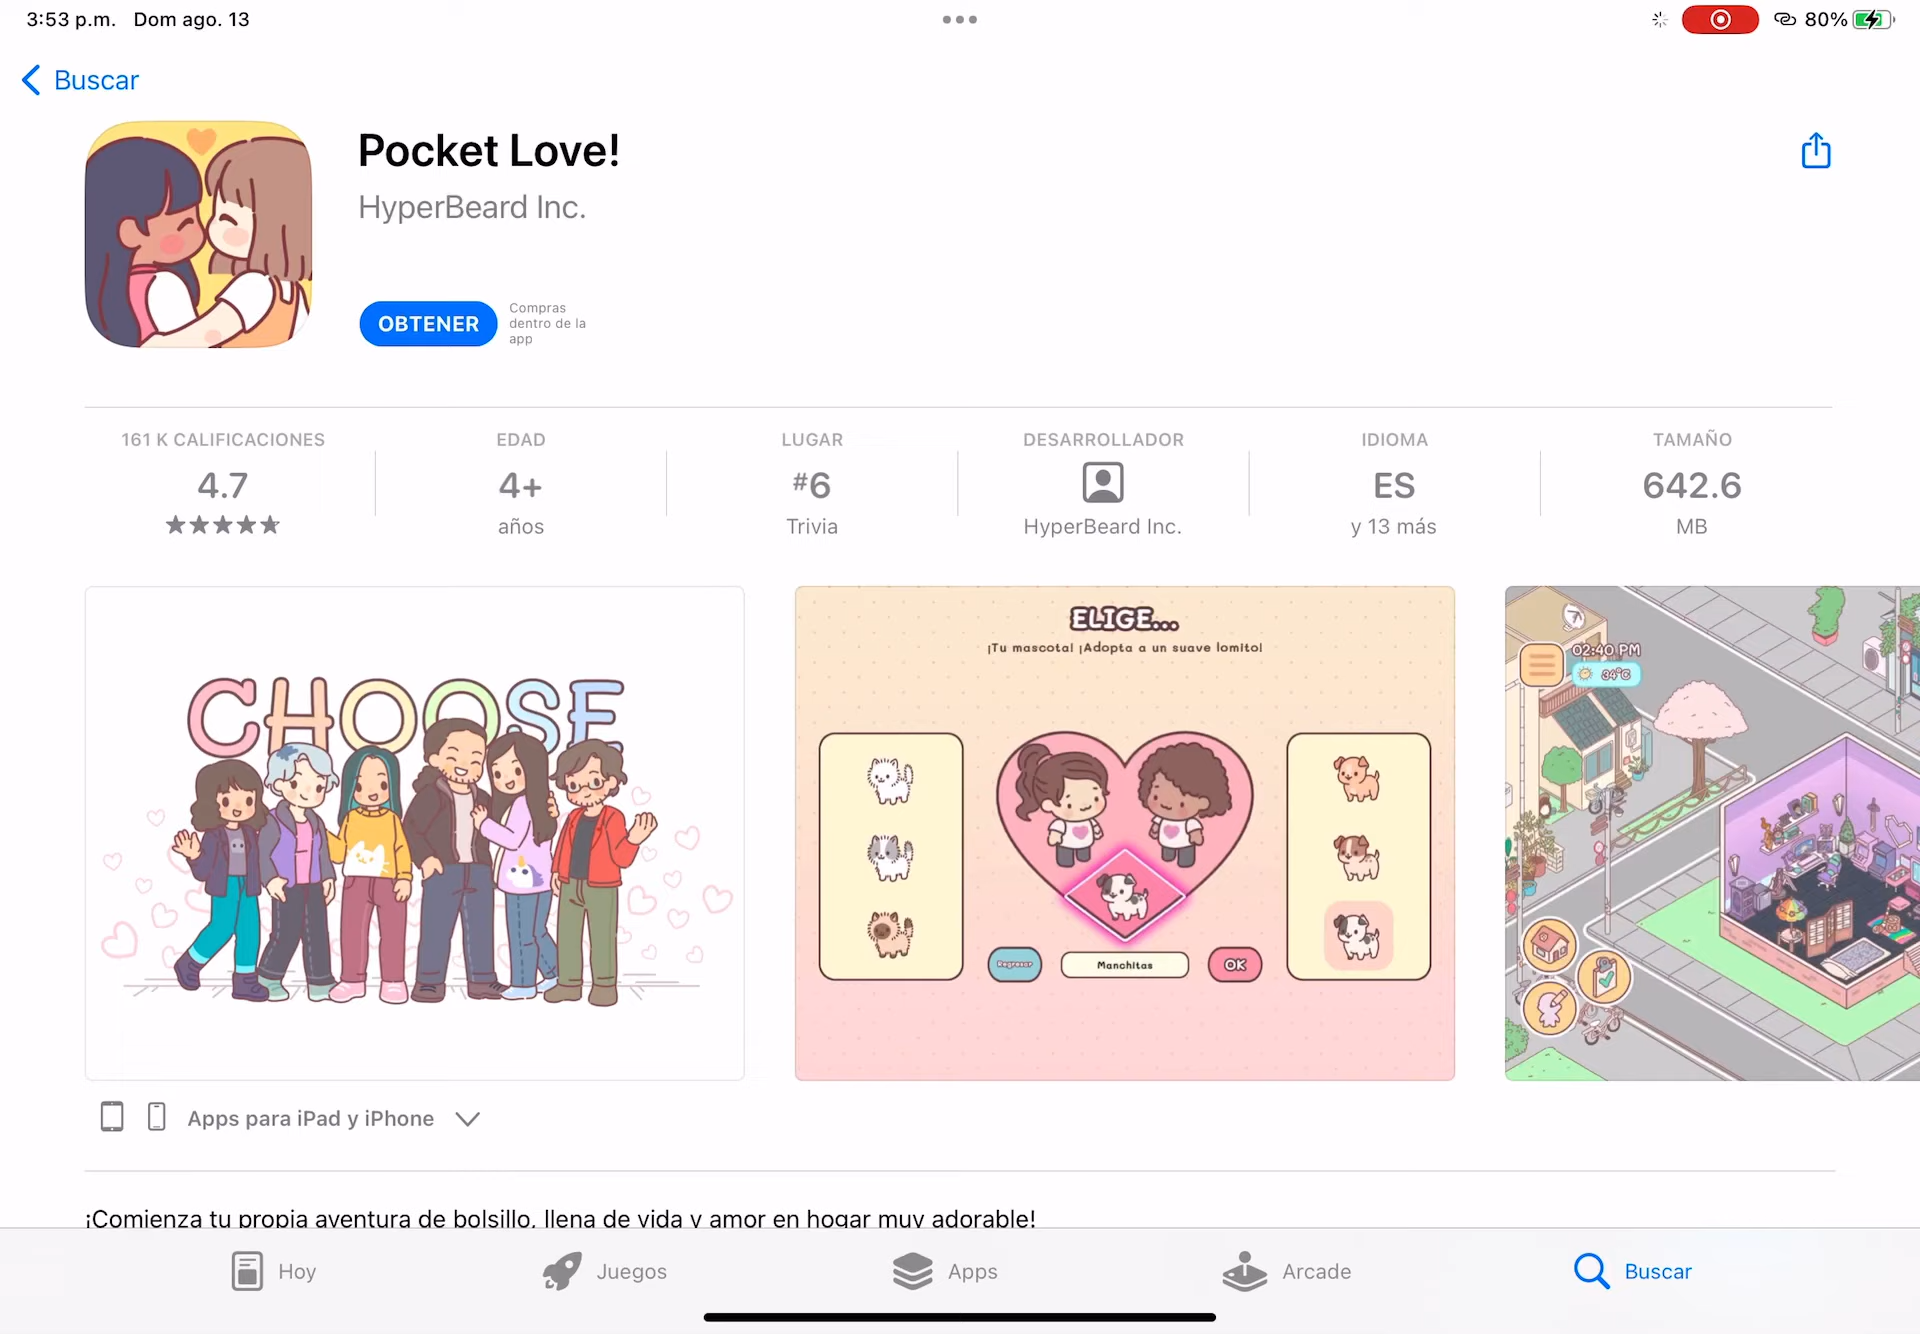 3:53 p.m. Dom ago. 13
80%
Buscar
Pocket Love!
HyperBeard Inc.
OBTENER
Compras
dentro de la
app
161 K CALIFICACIONES
4.7
EDAD
4+
años
LUGAR
#6
Trivia
DESARROLLADOR
HyperBeard Inc.
IDIOMA
ES
y 13 más
TAMAÑO
642.6
MB
CHOOSE
ELIGE...
¡Tu mascota! ¡Adopta a un suave lomito!
Regresar
Manchitas
OK
02:40 PM
34°C
Apps para iPad y iPhone
¡Comienza tu propia aventura de bolsillo, llena de vida y amor en hogar muy adorable!
Hoy
Juegos
Apps
Arcade
Buscar